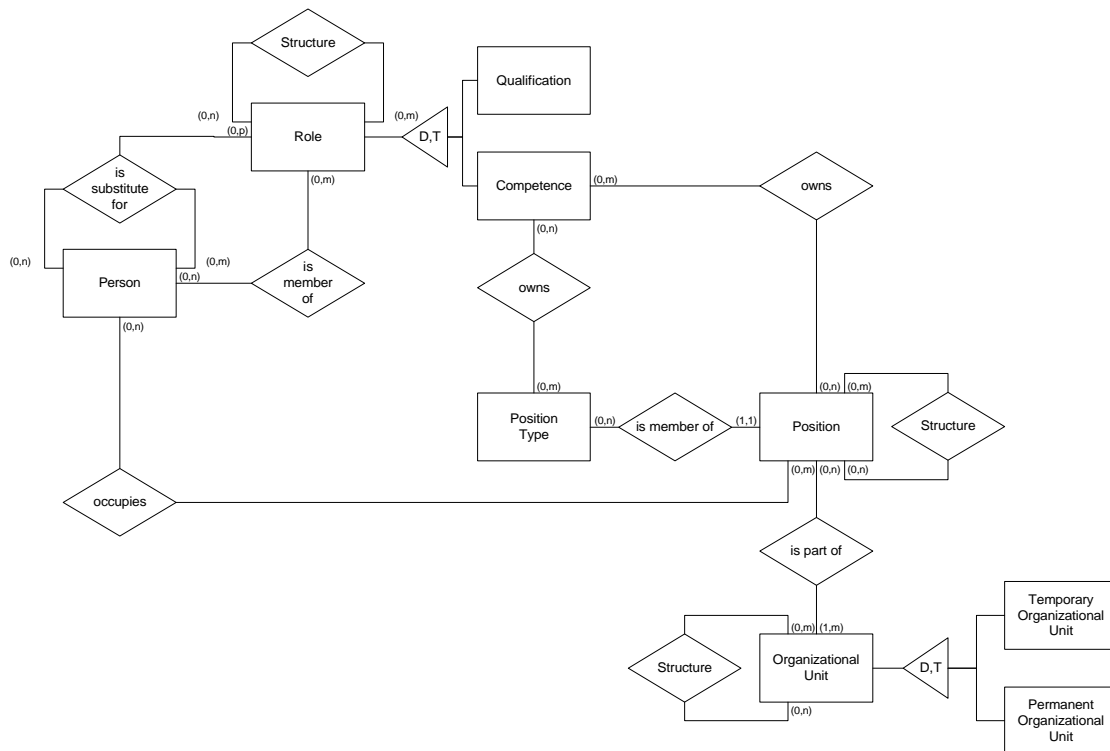 Structure
Qualification
(0,n)
(0,m)
(0,p)
Role
D,T
is
substitute
for
(0,m)
Competence
(0,m)
owns
(0,n)
(0,n)
(0,m)
(0,n)
Person
is
member
of
owns
(0,n)
(0,m)
(0,n)
(0,m)
Position
Type
(0,n)
is member of
(1,1)
Position
Structure
(0,m)
(0,n)
(0,n)
occupies
is part of
Temporary
Organizational
Unit
(0,m)
(1,m)
Structure
Organizational
Unit
D,T
(0,n)
Permanent
Organizational
Unit